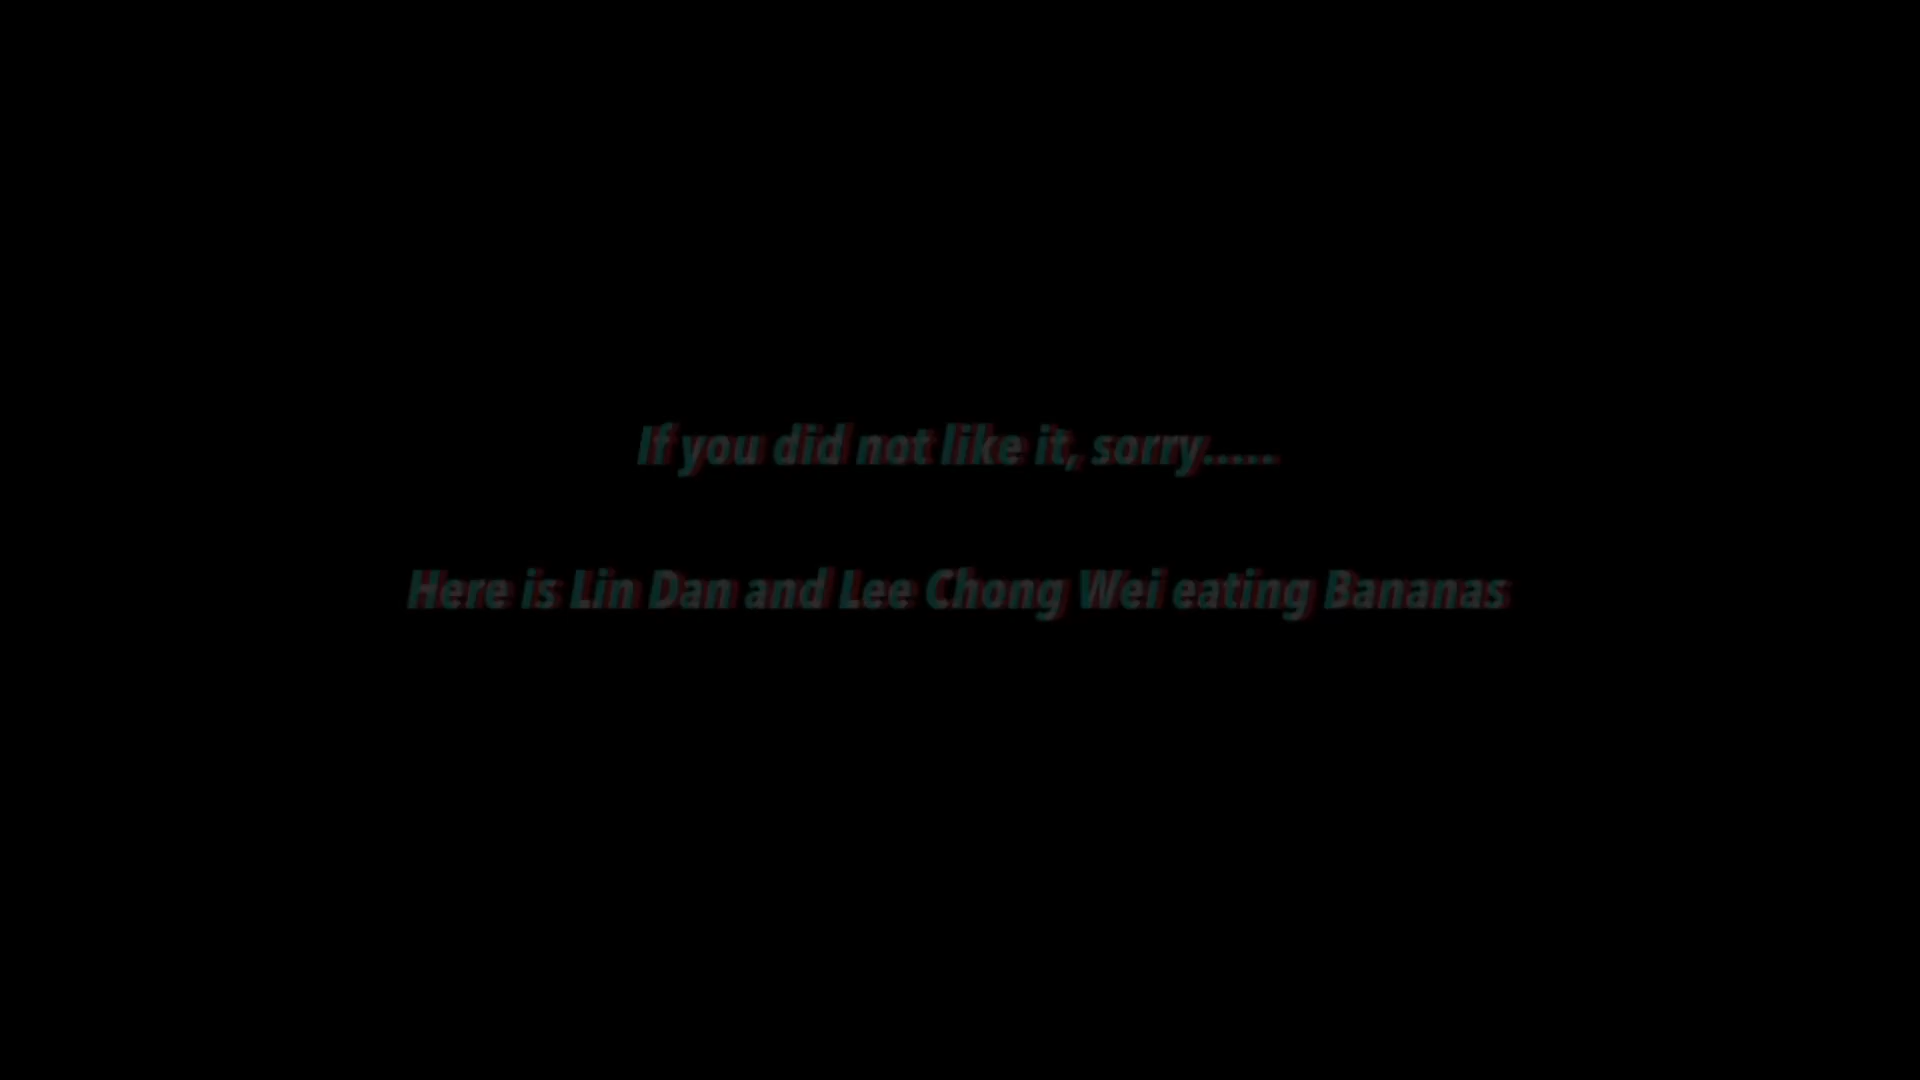 If you did not like it, sorry.....
Here is Lin Dan and Lee Chong Wei eating Bananas